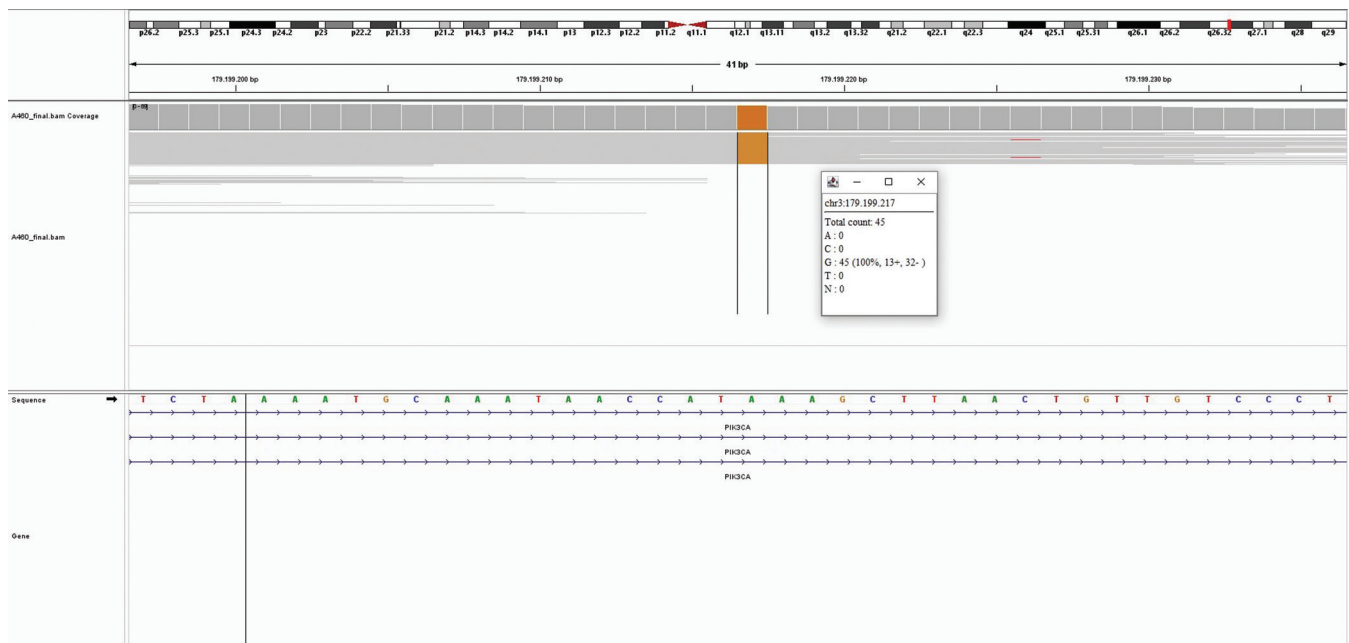 p26.2 p25.3 p25.1 p24.3 p24.2 p23 p22.2 p21.33 p21.2 p14.3 p14.2 p14.1 p13 p12.3 p12.2 p11.2 q11.1 q12.1 q13.11 q13.2 q13.32 q21.2 q22.1 q22.3 q24 q25.1 q25.31 q26.1 q26.2 q26.32 q27.1 q28 q29
41 bp
179.199.200 bp 179.199.210 bp 179.199.220 bp 179.199.230 bp
A460_final.bam Coverage
chr3:179.199.217
Total count: 45
A : 0
C : 0
G : 45 (100%, 13+, 32- )
T : 0
N : 0
A460_final.bam
Sequence T C T A A A A T G C A A A T A A C C A T A A A G C T T A A C T G T T G T C C C T
PIK3CA
PIK3CA
PIK3CA
Gene